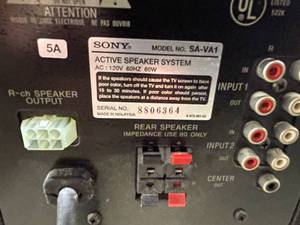 ATTENTION
LISTED
522K
5A
SONY
MODEL NO. SA-VA1
ACTIVE SPEAKER SYSTEM
AC : 120V 60HZ 80W
If the speakers should cause the TV screen to have
poor color, turn off the TV and turn it on again after
15 to 30 minutes. If poor color should persist,
place the speakers at a distance away from the TV.
SERIAL NO. 8806364
MADE IN MALAYSIA
R-ch SPEAKER
OUTPUT
REAR SPEAKER
IMPEDANCE USE 8Ω ONLY
R
INPUT 1
INPUT 2
CENTER
OUT